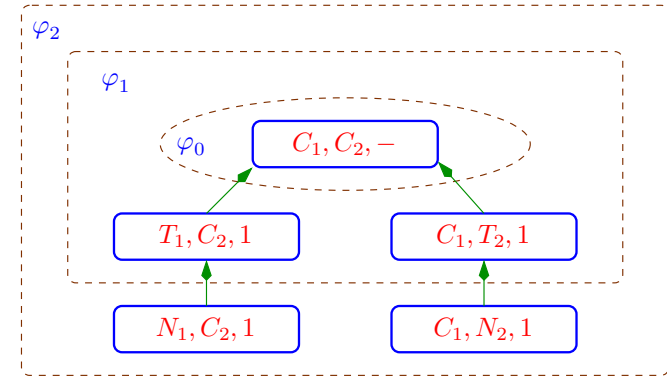 φ₂
φ₁
φ₀
C₁, C₂, −
T₁, C₂, 1
C₁, T₂, 1
N₁, C₂, 1
C₁, N₂, 1